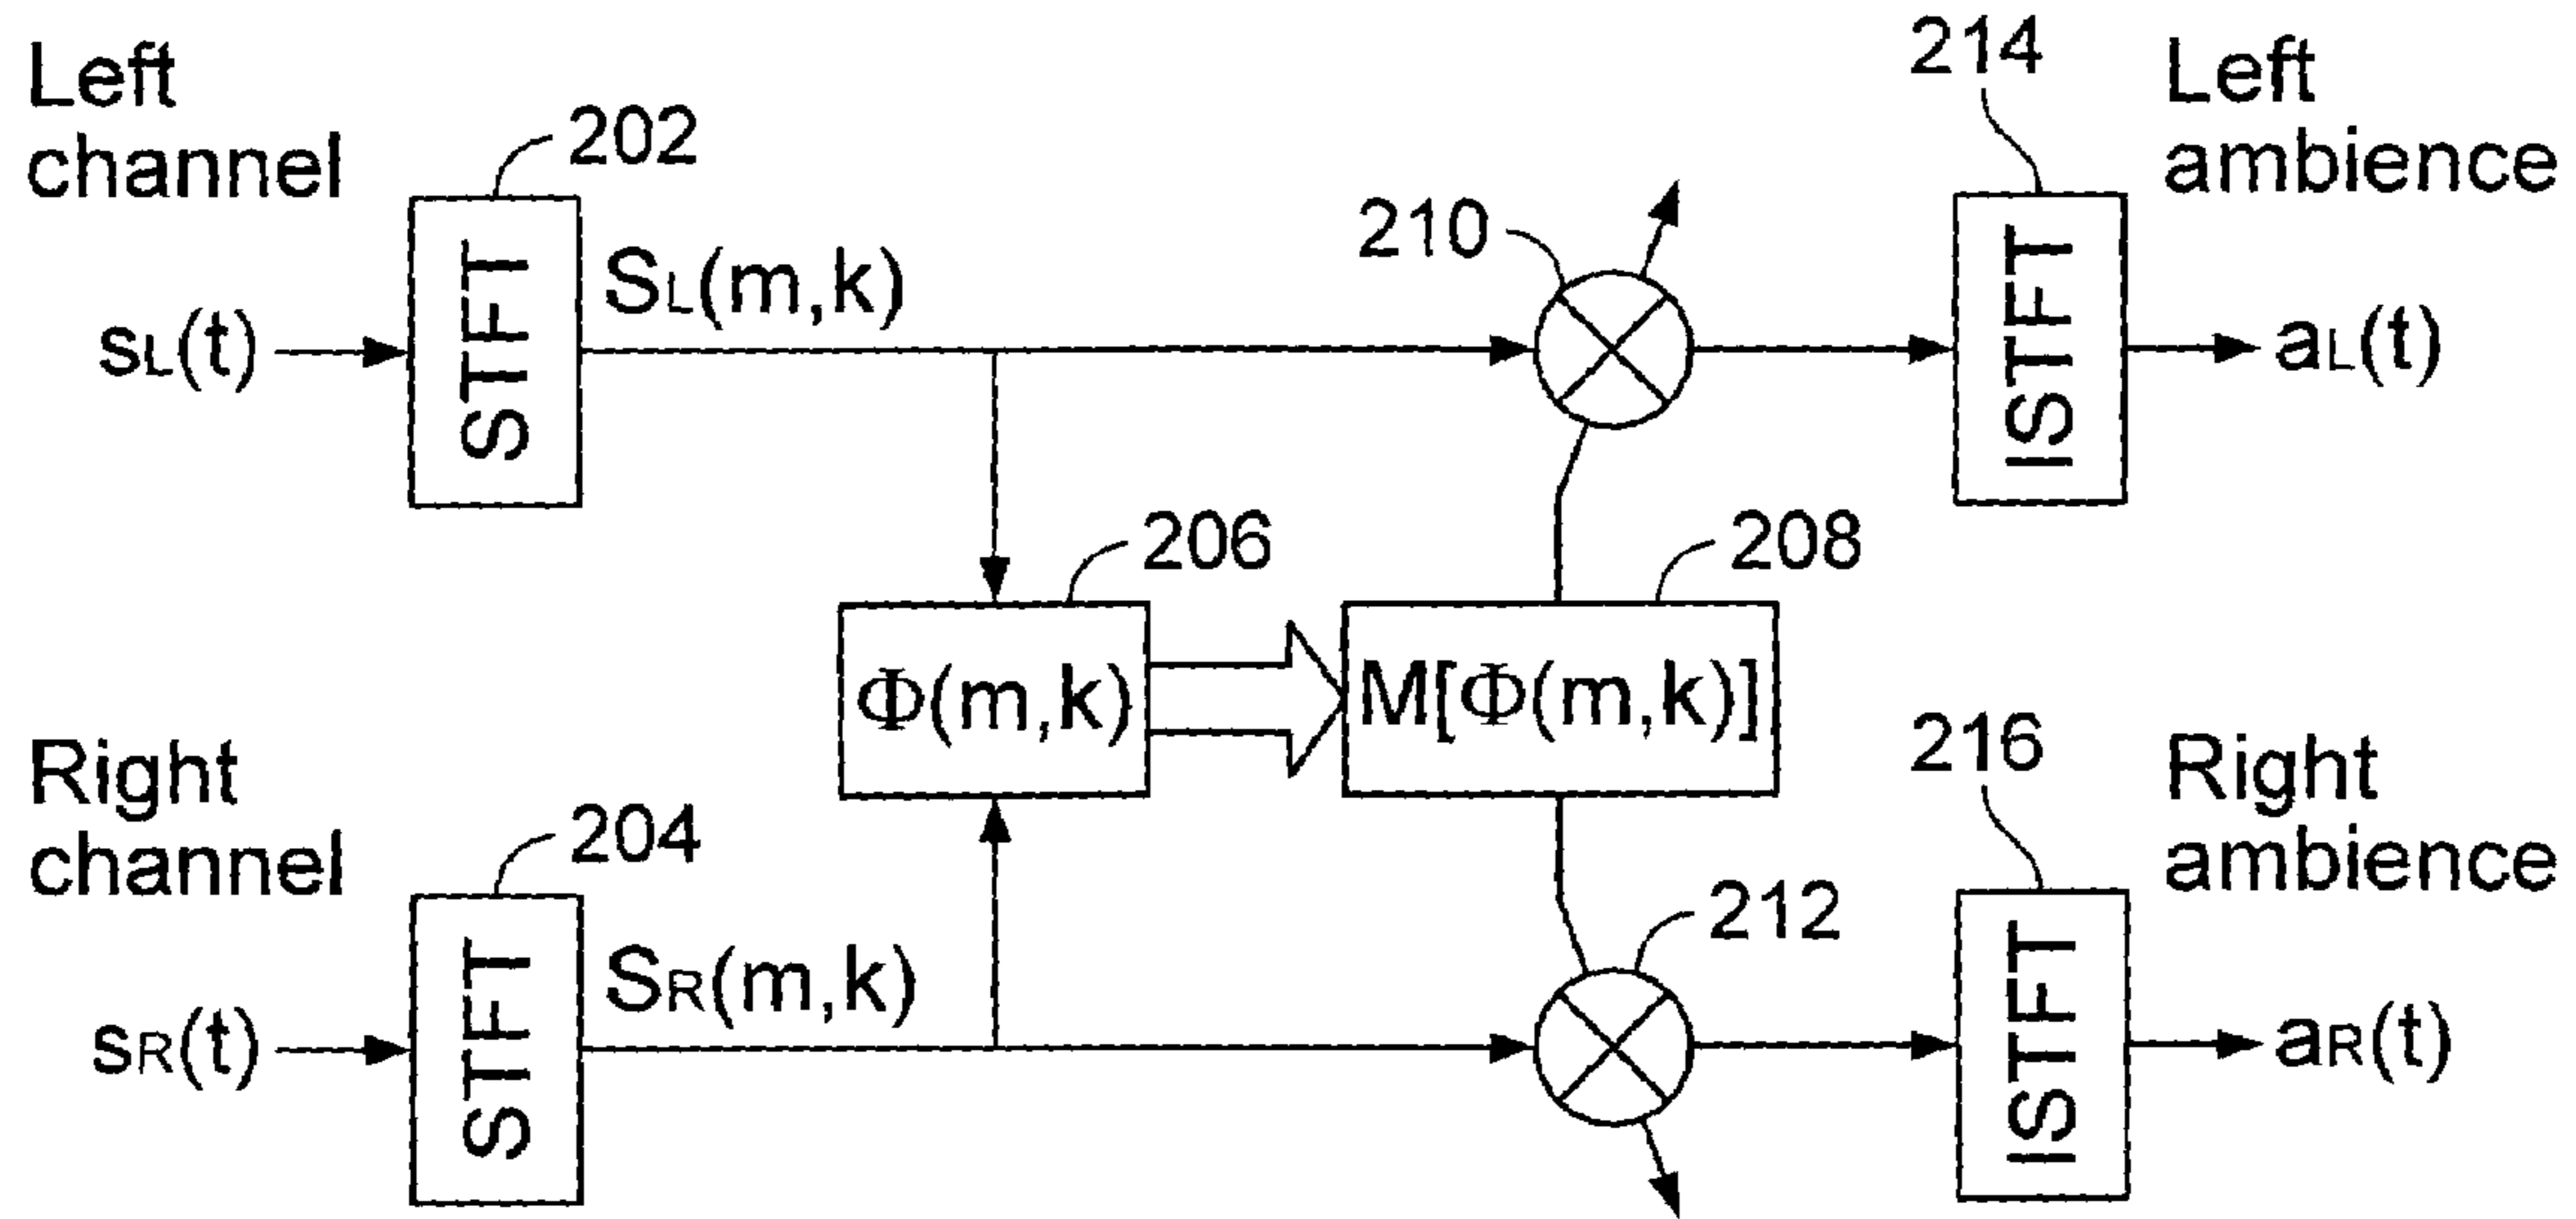 Left
channel
202
STFT
sL(t)
SL(m,k)
210
214
Left
ambience
ISTFT
aL(t)
206
Φ(m,k)
208
M[Φ(m,k)]
Right
channel
204
STFT
sR(t)
SR(m,k)
212
216
Right
ambience
ISTFT
aR(t)